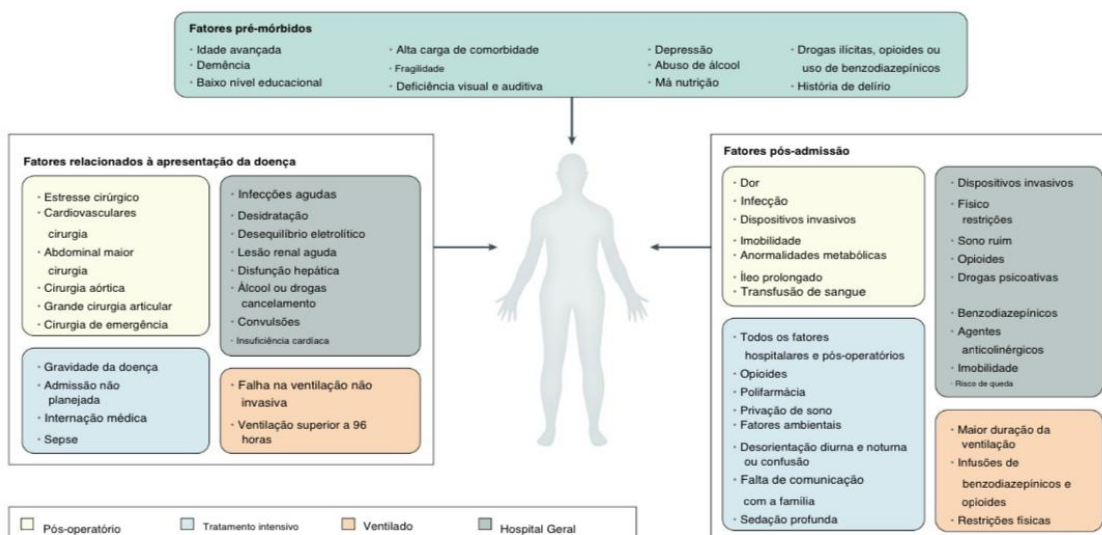 Fatores pré-mórbidos
· Idade avançada
· Demência
· Baixo nível educacional
· Alta carga de comorbidade
· Fragilidade
· Deficiência visual e auditiva
· Depressão
· Abuso de álcool
· Má nutrição
· Drogas ilícitas, opioides ou
uso de benzodiazepínicos
· História de delírio
Fatores relacionados à apresentação da doença
· Estresse cirúrgico
· Cardiovasculares
cirurgia
· Abdominal maior
cirurgia
· Cirurgia aórtica
· Grande cirurgia articular
· Cirurgia de emergência
· Infecções agudas
· Desidratação
· Desequilíbrio eletrolítico
· Lesão renal aguda
· Disfunção hepática
· Álcool ou drogas
cancelamento
· Convulsões
· Insuficiência cardíaca
· Gravidade da doença
· Admissão não
planejada
· Internação médica
· Sepse
· Falha na ventilação não
invasiva
· Ventilação superior a 96
horas
Fatores pós-admissão
· Dor
· Infecção
· Dispositivos invasivos
· Imobilidade
· Anormalidades metabólicas
· Íleo prolongado
· Transfusão de sangue
· Dispositivos invasivos
· Físico
restrições
· Sono ruim
· Opioides
· Drogas psicoativas
· Benzodiazepínicos
· Agentes
anticolinérgicos
· Imobilidade
· Risco de queda
· Todos os fatores
hospitalares e pós-operatórios
· Opioides
· Polifarmácia
· Privação de sono
· Fatores ambientais
· Desorientação diurna e noturna
ou confusão
· Falta de comunicação
com a família
· Sedação profunda
· Maior duração da
ventilação
· Infusões de
benzodiazepínicos e
opioides
· Restrições físicas
Pós-operatório
Tratamento intensivo
Ventilado
Hospital Geral